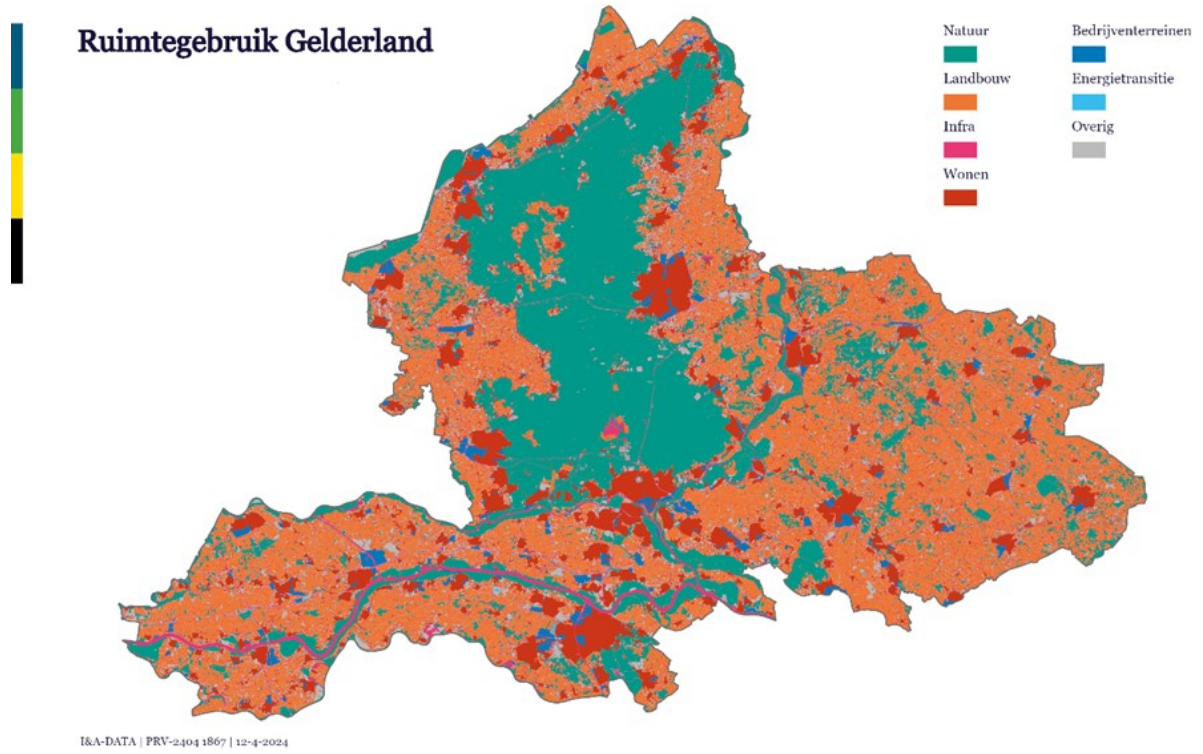 Ruimtegebruik Gelderland
Natuur
Bedrijventerreinen
Landbouw
Energietransitie
Infra
Overig
Wonen
I&A-DATA | PRV-2404 1867 | 12-4-2024